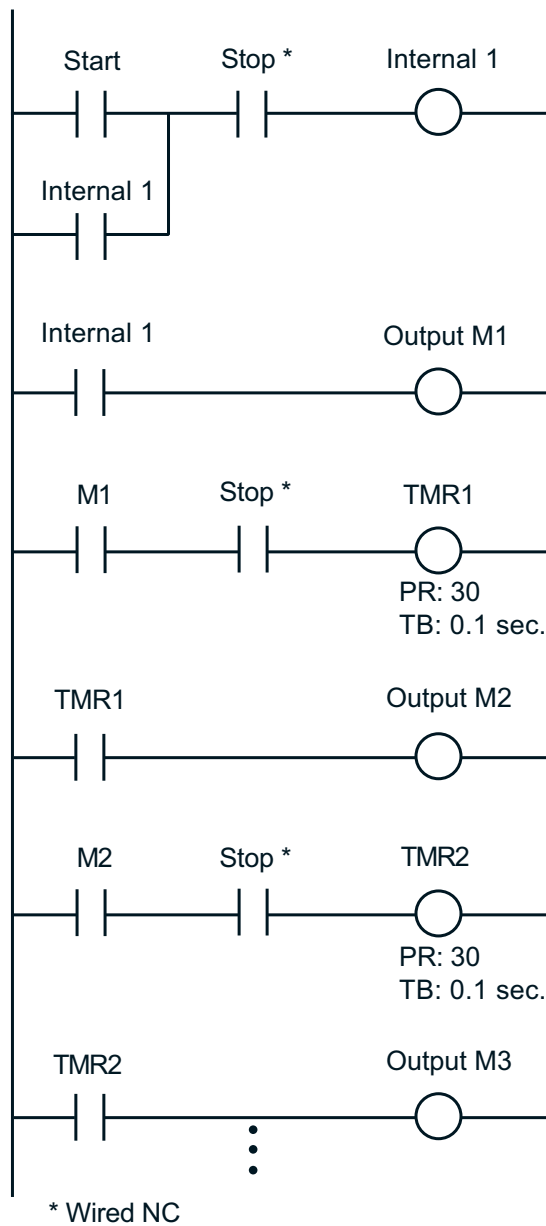 Start Stop * Internal 1
Internal 1
Internal 1 Output M1
M1 Stop * TMR1
PR: 30
TB: 0.1 sec.
TMR1 Output M2
M2 Stop * TMR2
PR: 30
TB: 0.1 sec.
TMR2 Output M3
* Wired NC